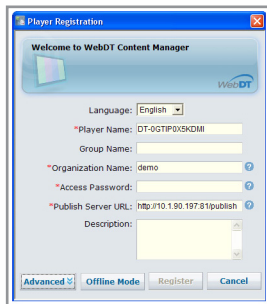 Player Registration
Welcome to WebDT Content Manager
WebDT
Language: English
*Player Name: DT-0GTIP0X5KDMI
Group Name:
*Organization Name: demo
*Access Password:
*Publish Server URL: http://10.1.90.197:81/publish
Description:
Advanced Offline Mode Register Cancel